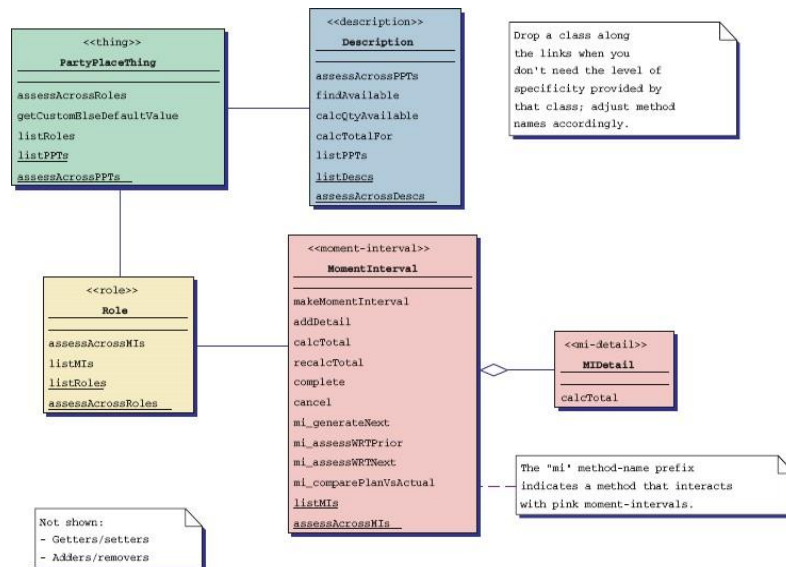 <<thing>>
PartyPlaceThing
assessAcrossRoles
getCustomElseDefaultValue
listRoles
listPPTs
assessAcrossPPTs
<<description>>
Description
assessAcrossPPTs
findAvailable
calcQtyAvailable
calcTotalFor
listPPTs
listDescs
assessAcrossDescs
Drop a class along
the links when you
don't need the level of
specificity provided by
that class; adjust method
names accordingly.
<<role>>
Role
assessAcrossMIs
listMIs
listRoles
assessAcrossRoles
<<moment-interval>>
MomentInterval
makeMomentInterval
addDetail
calcTotal
recalcTotal
complete
cancel
mi_generateNext
mi_assessWRTPrior
mi_assessWRTNext
mi_comparePlanVsActual
listMIs
assessAcrossMIs
<<mi-detail>>
MIDetail
calcTotal
The "mi' method-name prefix
indicates a method that interacts
with pink moment-intervals.
Not shown:
- Getters/setters
- Adders/removers